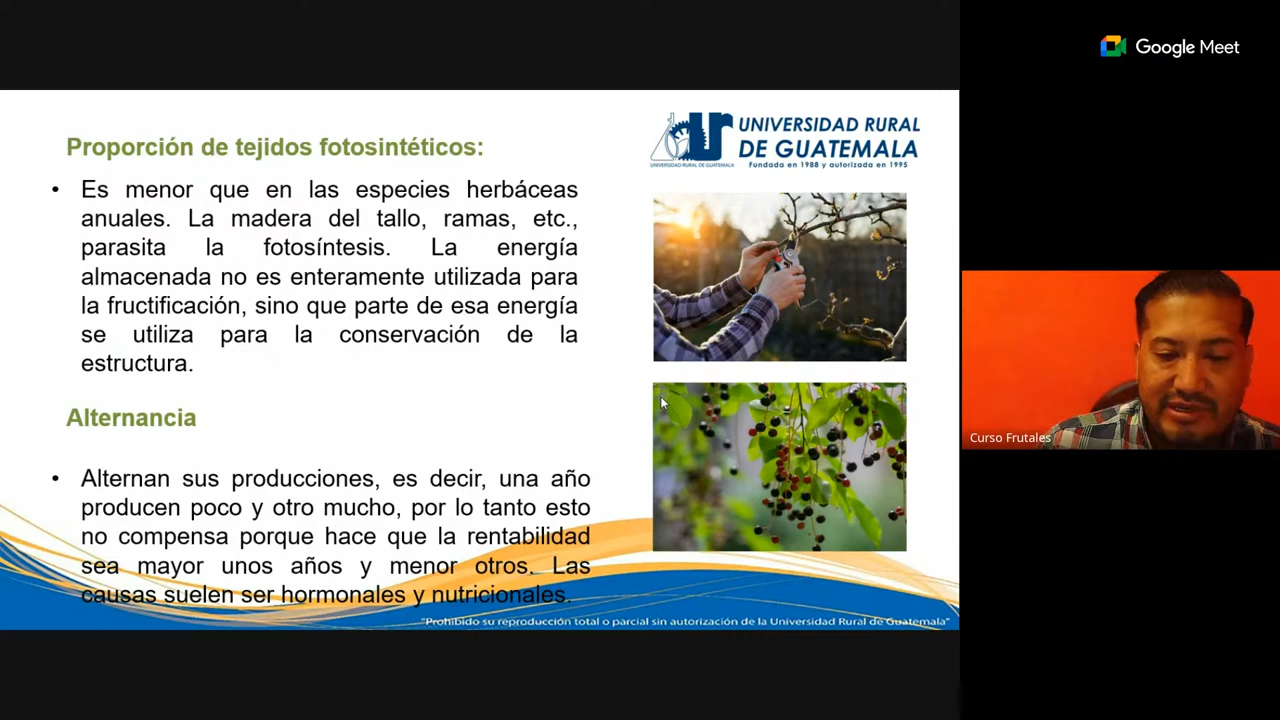 Google Meet
UNIVERSIDAD RURAL
DE GUATEMALA
Fundada en 1988 y autorizada en 1995
UNIVERSIDAD RURAL DE GUATEMALA
Proporción de tejidos fotosintéticos:
• Es menor que en las especies herbáceas
anuales. La madera del tallo, ramas, etc.,
parasita la fotosíntesis. La energía
almacenada no es enteramente utilizada para
la fructificación, sino que parte de esa energía
se utiliza para la conservación de la
estructura.
Alternancia
• Alternan sus producciones, es decir, una año
producen poco y otro mucho, por lo tanto esto
no compensa porque hace que la rentabilidad
sea mayor unos años y menor otros. Las
causas suelen ser hormonales y nutricionales.
"Prohibido su reproducción total o parcial sin autorización de la Universidad Rural de Guatemala"
Curso Frutales